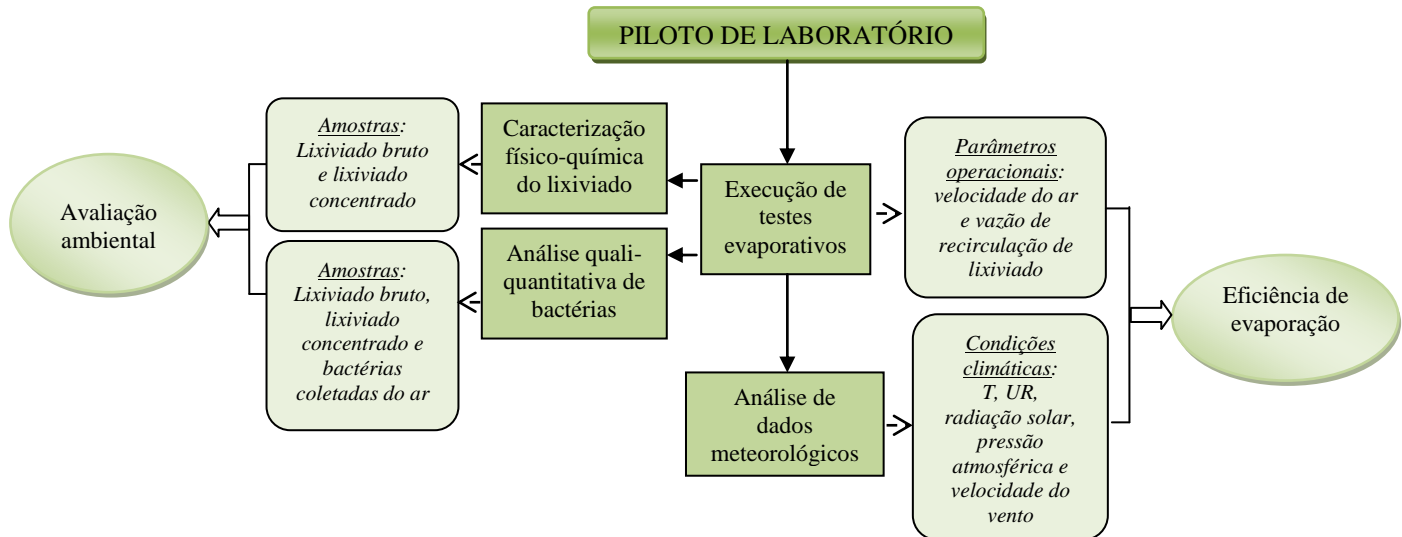 PILOTO DE LABORATÓRIO
Amostras:
Lixiviado bruto
e lixiviado
concentrado
Caracterização
físico-química
do lixiviado
Execução de
testes
evaporativos
Parâmetros
operacionais:
velocidade do ar
e vazão de
recirculação de
lixiviado
Avaliação
ambiental
Amostras:
Lixiviado bruto,
lixiviado
concentrado e
bactérias
coletadas do ar
Análise quali-
quantitativa de
bactérias
Eficiência de
evaporação
Análise de
dados
meteorológicos
Condições
climáticas:
T, UR,
radiação solar,
pressão
atmosférica e
velocidade do
vento